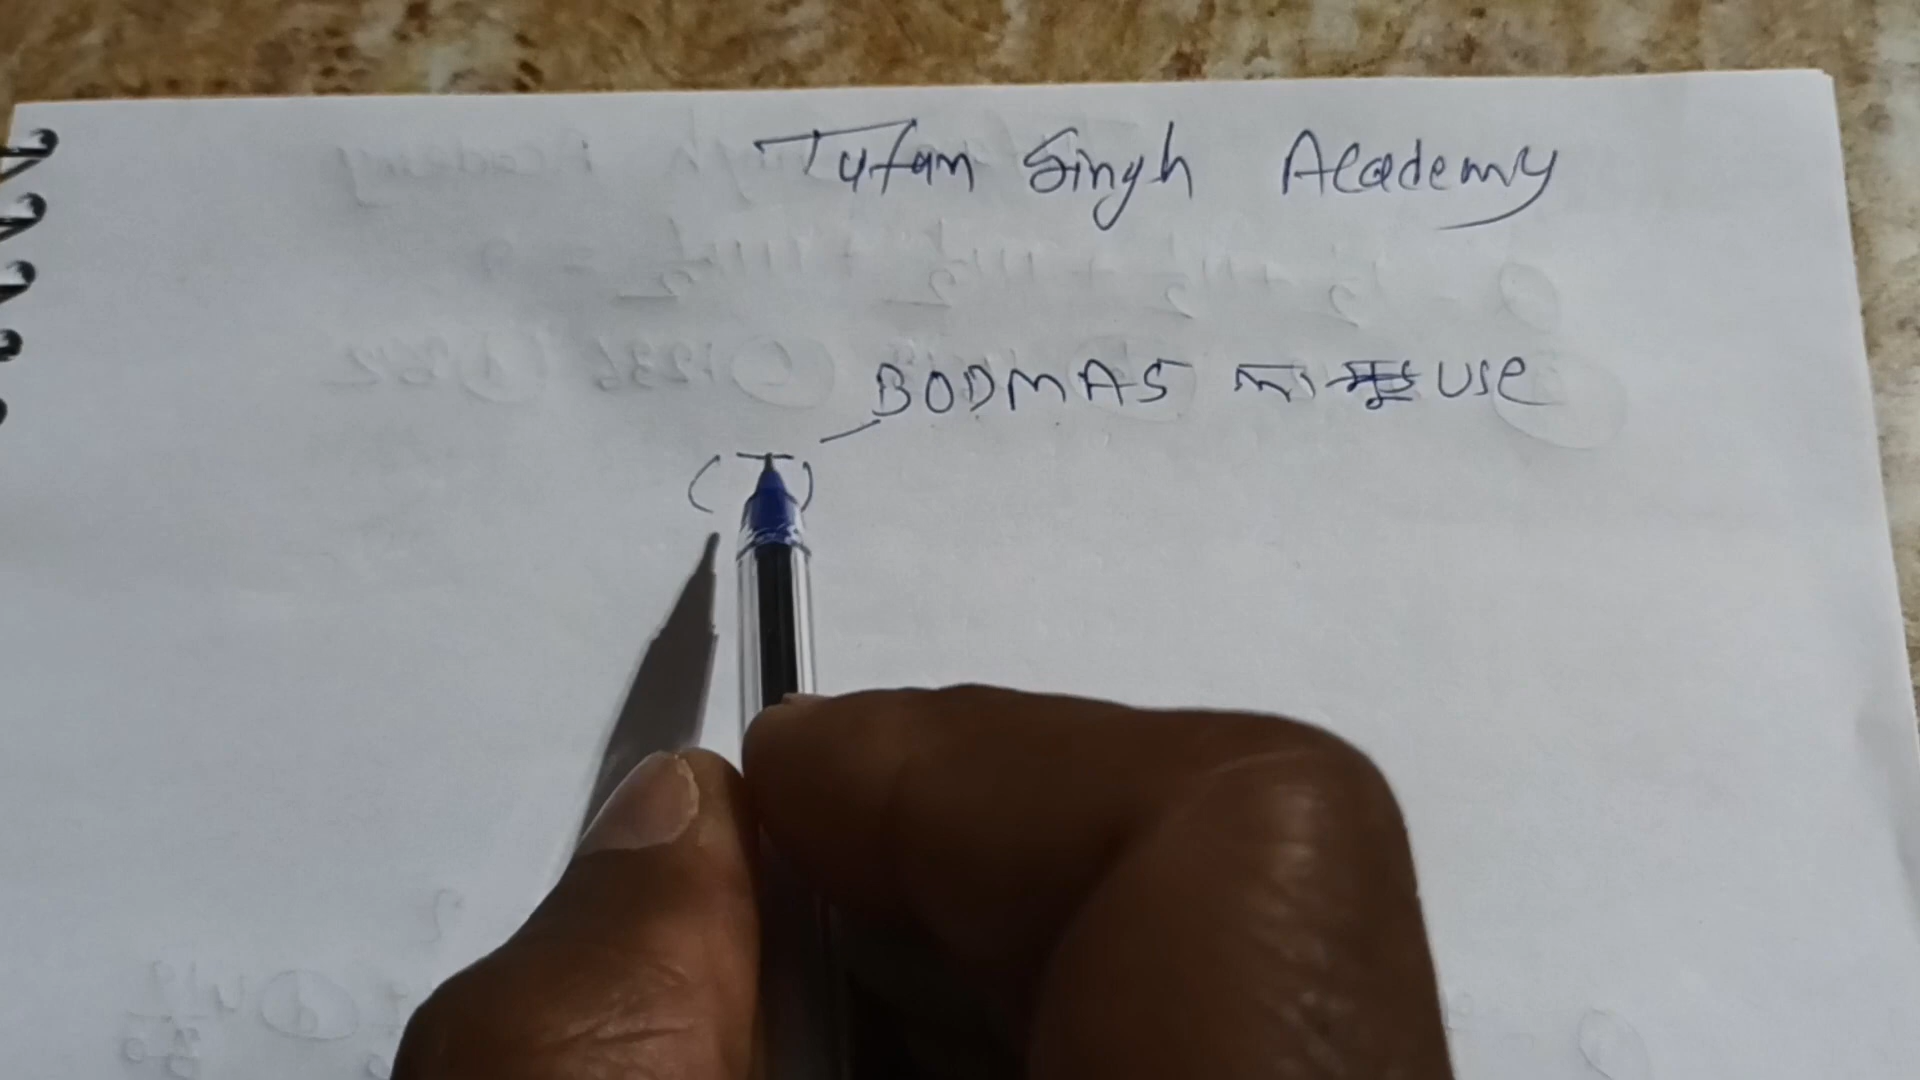 Tufan Singh Academy
BODMAS का use
( )